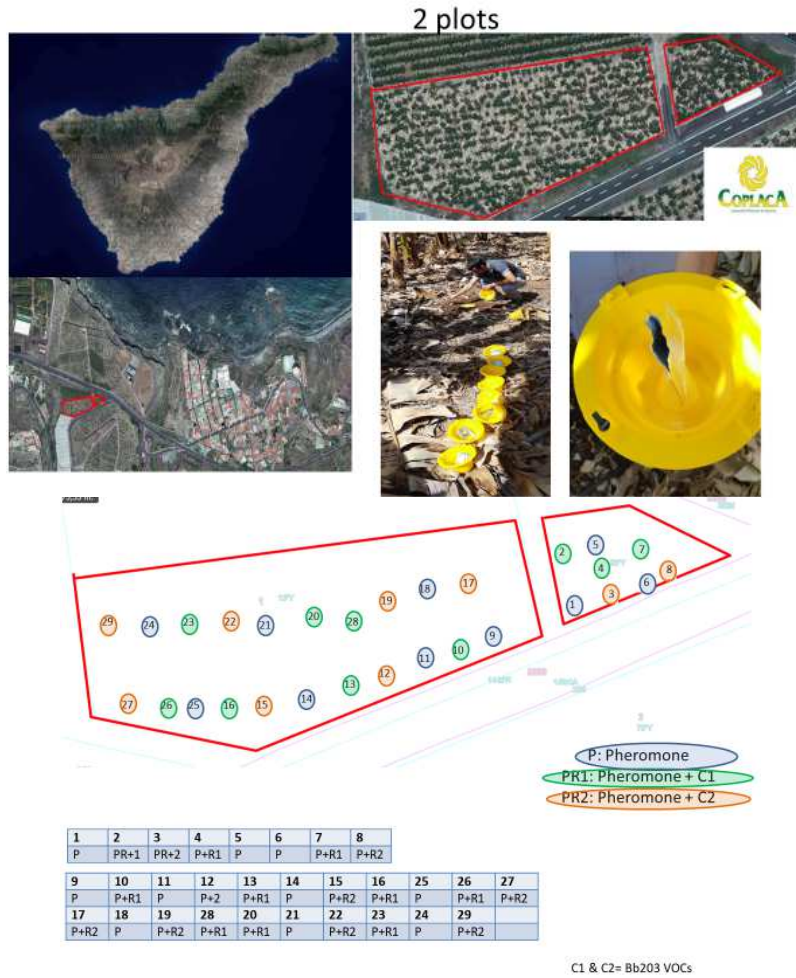 2 plots
COPLACA
29
24
23
22
21
20
28
19
18
17
27
26
25
16
15
14
13
12
11
10
9
2
5
7
4
1
3
6
8
P: Pheromone
PR1: Pheromone + C1
PR2: Pheromone + C2
1 2 3 4 5 6 7 8
P PR+1 PR+2 P+R1 P P P+R1 P+R2
9 10 11 12 13 14 15 16 25 26 27
P P+R1 P P+2 P+R1 P P+R2 P+R1 P P+R1 P+R2
17 18 19 28 20 21 22 23 24 29
P+R2 P P+R2 P+R1 P+R1 P P+R2 P+R1 P P+R2
C1 & C2= Bb203 VOCs